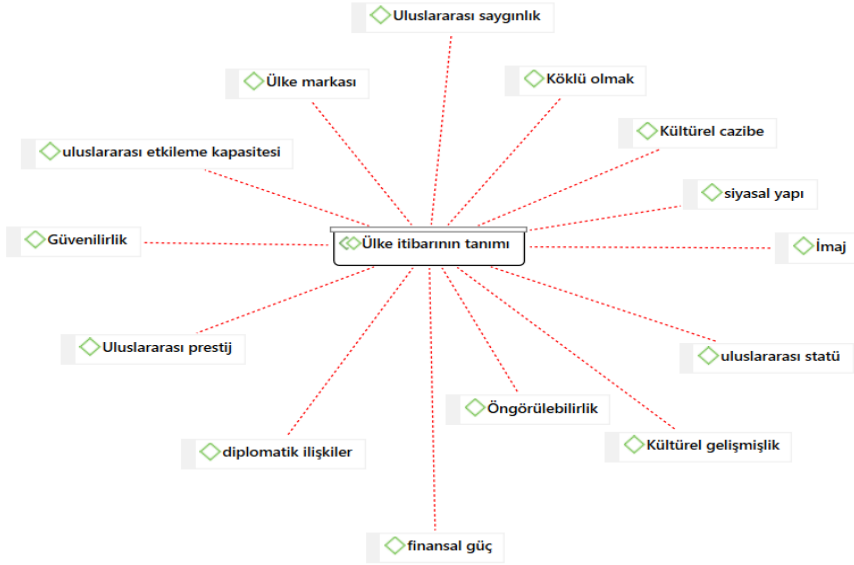 Uluslararası saygınlık
Ülke markası
Köklü olmak
Kültürel cazibe
uluslararası etkileme kapasitesi
siyasal yapı
Güvenilirlik
Ülke itibarının tanımı
İmaj
Uluslararası prestij
uluslararası statü
Öngörülebilirlik
Kültürel gelişmişlik
diplomatik ilişkiler
finansal güç